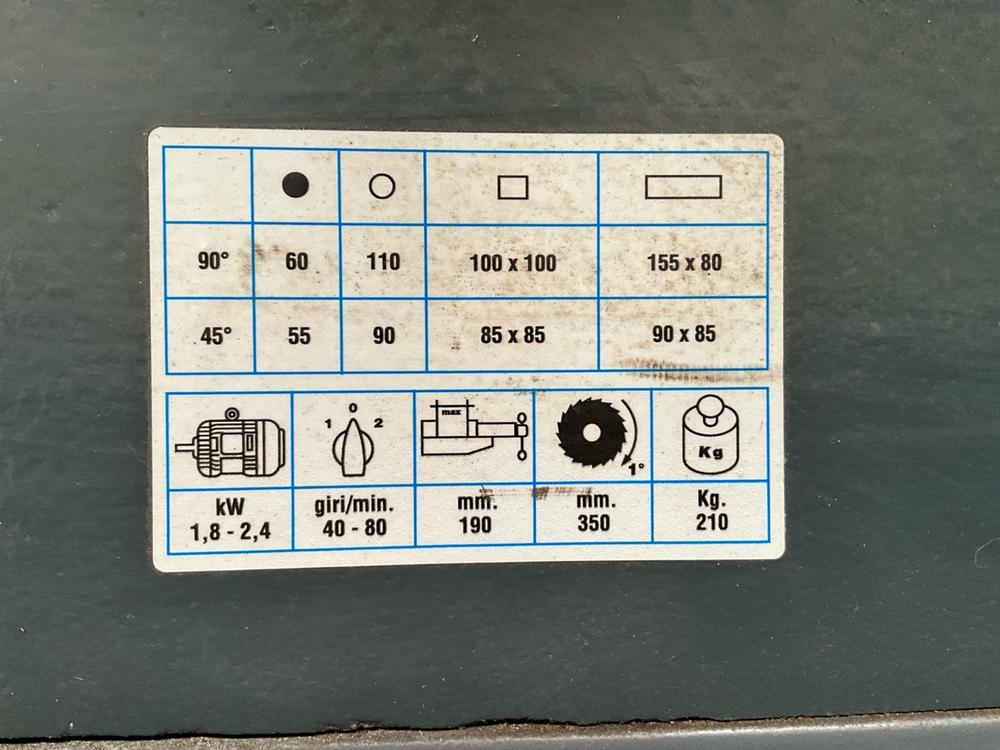 90° 60 110 100 x 100 155 x 80
45° 55 90 85 x 85 90 x 85
0
1 2
max
Kg
1°
kW giri/min. mm. mm. Kg.
1,8 - 2,4 40 - 80 190 350 210